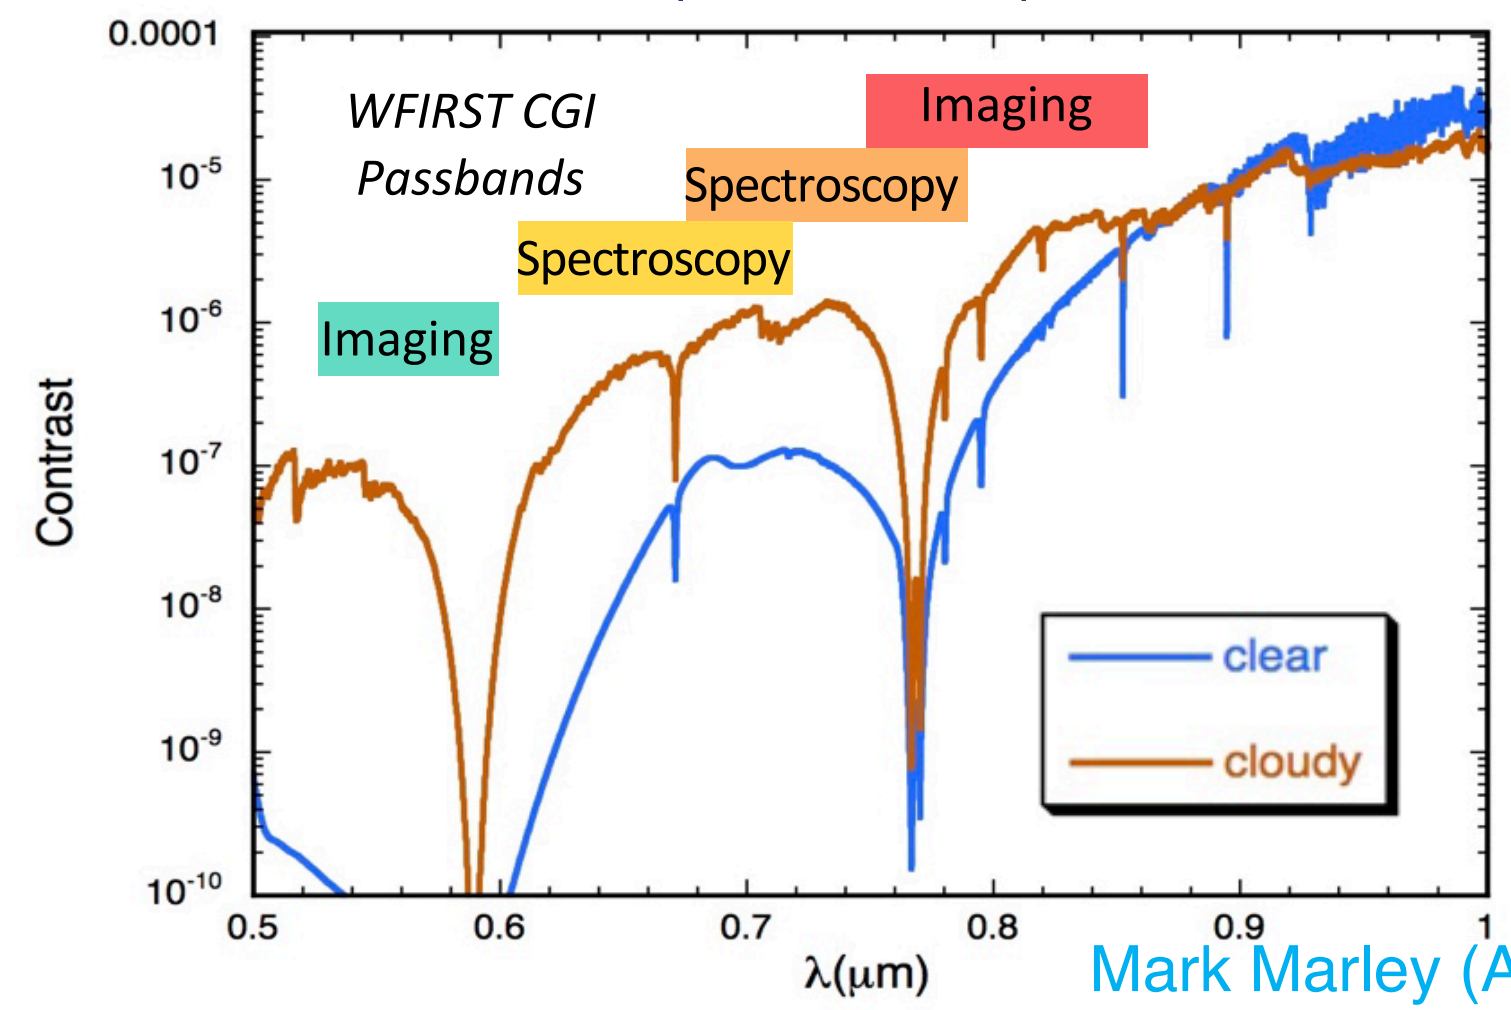 0.0001
WFIRST CGI
Passbands
Imaging
10-5
Spectroscopy
Spectroscopy
10-6
Imaging
10-7
Contrast
10-8
clear
10-9
cloudy
10-10
0.5 0.6 0.7 0.8 0.9 1
λ(μm)
Mark Marley (A